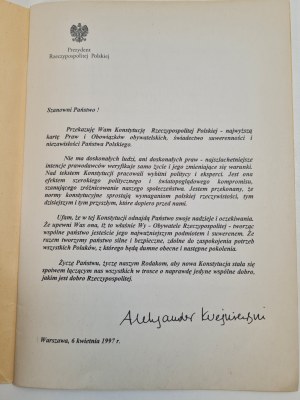 Prezydent
Rzeczypospolitej Polskiej
Szanowni Państwo !
Przekazuję Wam Konstytucję Rzeczypospolitej Polskiej - najwyższą
kartę Praw i Obowiązków obywatelskich, świadectwo suwerenności i
niezawisłości Państwa Polskiego.
Nie ma doskonałych ludzi, ani doskonałych praw - najszlachetniejsze
intencje prawodawców weryfikuje samo życie i jego zmieniające się warunki.
Nad tekstem Konstytucji pracowali wybitni politycy i eksperci. Jest ona
efektem szerokiego politycznego i światopoglądowego kompromisu,
szanującego zróżnicowanie naszego społeczeństwa. Jestem przekonany, że
normy konstytucyjne sprostają wymaganiom polskiej rzeczywistości, tym
dzisiejszym i tym przyszłym, które dopiero przed nami.
Ufam, że w tej Konstytucji odnajdą Państwo swoje nadzieje i oczekiwania.
Że upewni Was ona, iż to właśnie Wy - Obywatele Rzeczypospolitej - tworząc
wspólne państwo jesteście jego najważniejszym podmiotem i suwerenem. Że
razem tworzymy państwo silne i bezpieczne, zdolne do zaspokojenia potrzeb
wszystkich Polaków, z którego będą dumne obecne i następne pokolenia.
Życzę Państwu, życzę naszym Rodakom, aby nowa Konstytucja stała się
spoiwem łączącym nas wszystkich w trosce o naprawdę jedyne wspólne dobro,
jakim jest dobro Rzeczypospolitej.
Aleksander Kwaśniewski
Warszawa, 6 kwietnia 1997 r.